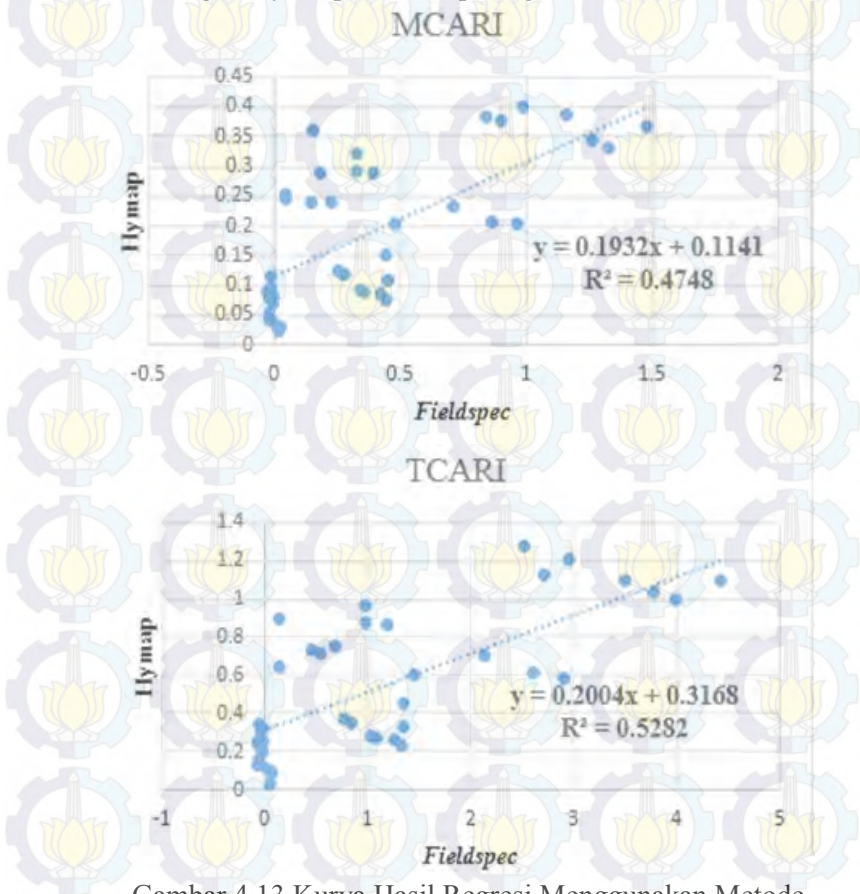 MCARI
0.45
0.4
0.35
0.3
0.25
0.2
0.15
0.1
0.05
0
Hymap
y = 0.1932x + 0.1141
R² = 0.4748
-0.5 0 0.5 1 1.5 2
Fieldspec
TCARI
1.4
1.2
1
0.8
0.6
0.4
0.2
0
Hymap
y = 0.2004x + 0.3168
R² = 0.5282
-1 0 1 2 3 4 5
Fieldspec
Gambar 4.13 Kurva Hasil Regresi Menggunakan Metode